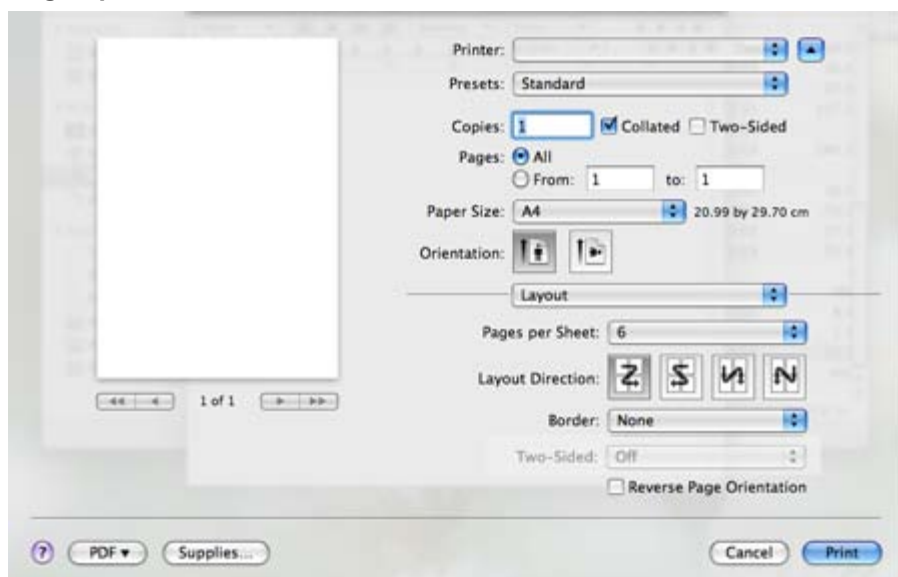 Printer:
Presets: Standard
Copies: 1 Collated Two-Sided
Pages: All
From: 1 to: 1
Paper Size: A4 20.99 by 29.70 cm
Orientation:
Layout
Pages per Sheet: 6
Layout Direction:
1 of 1
Border: None
Two-Sided: Off
Reverse Page Orientation
? PDF Supplies... Cancel Print